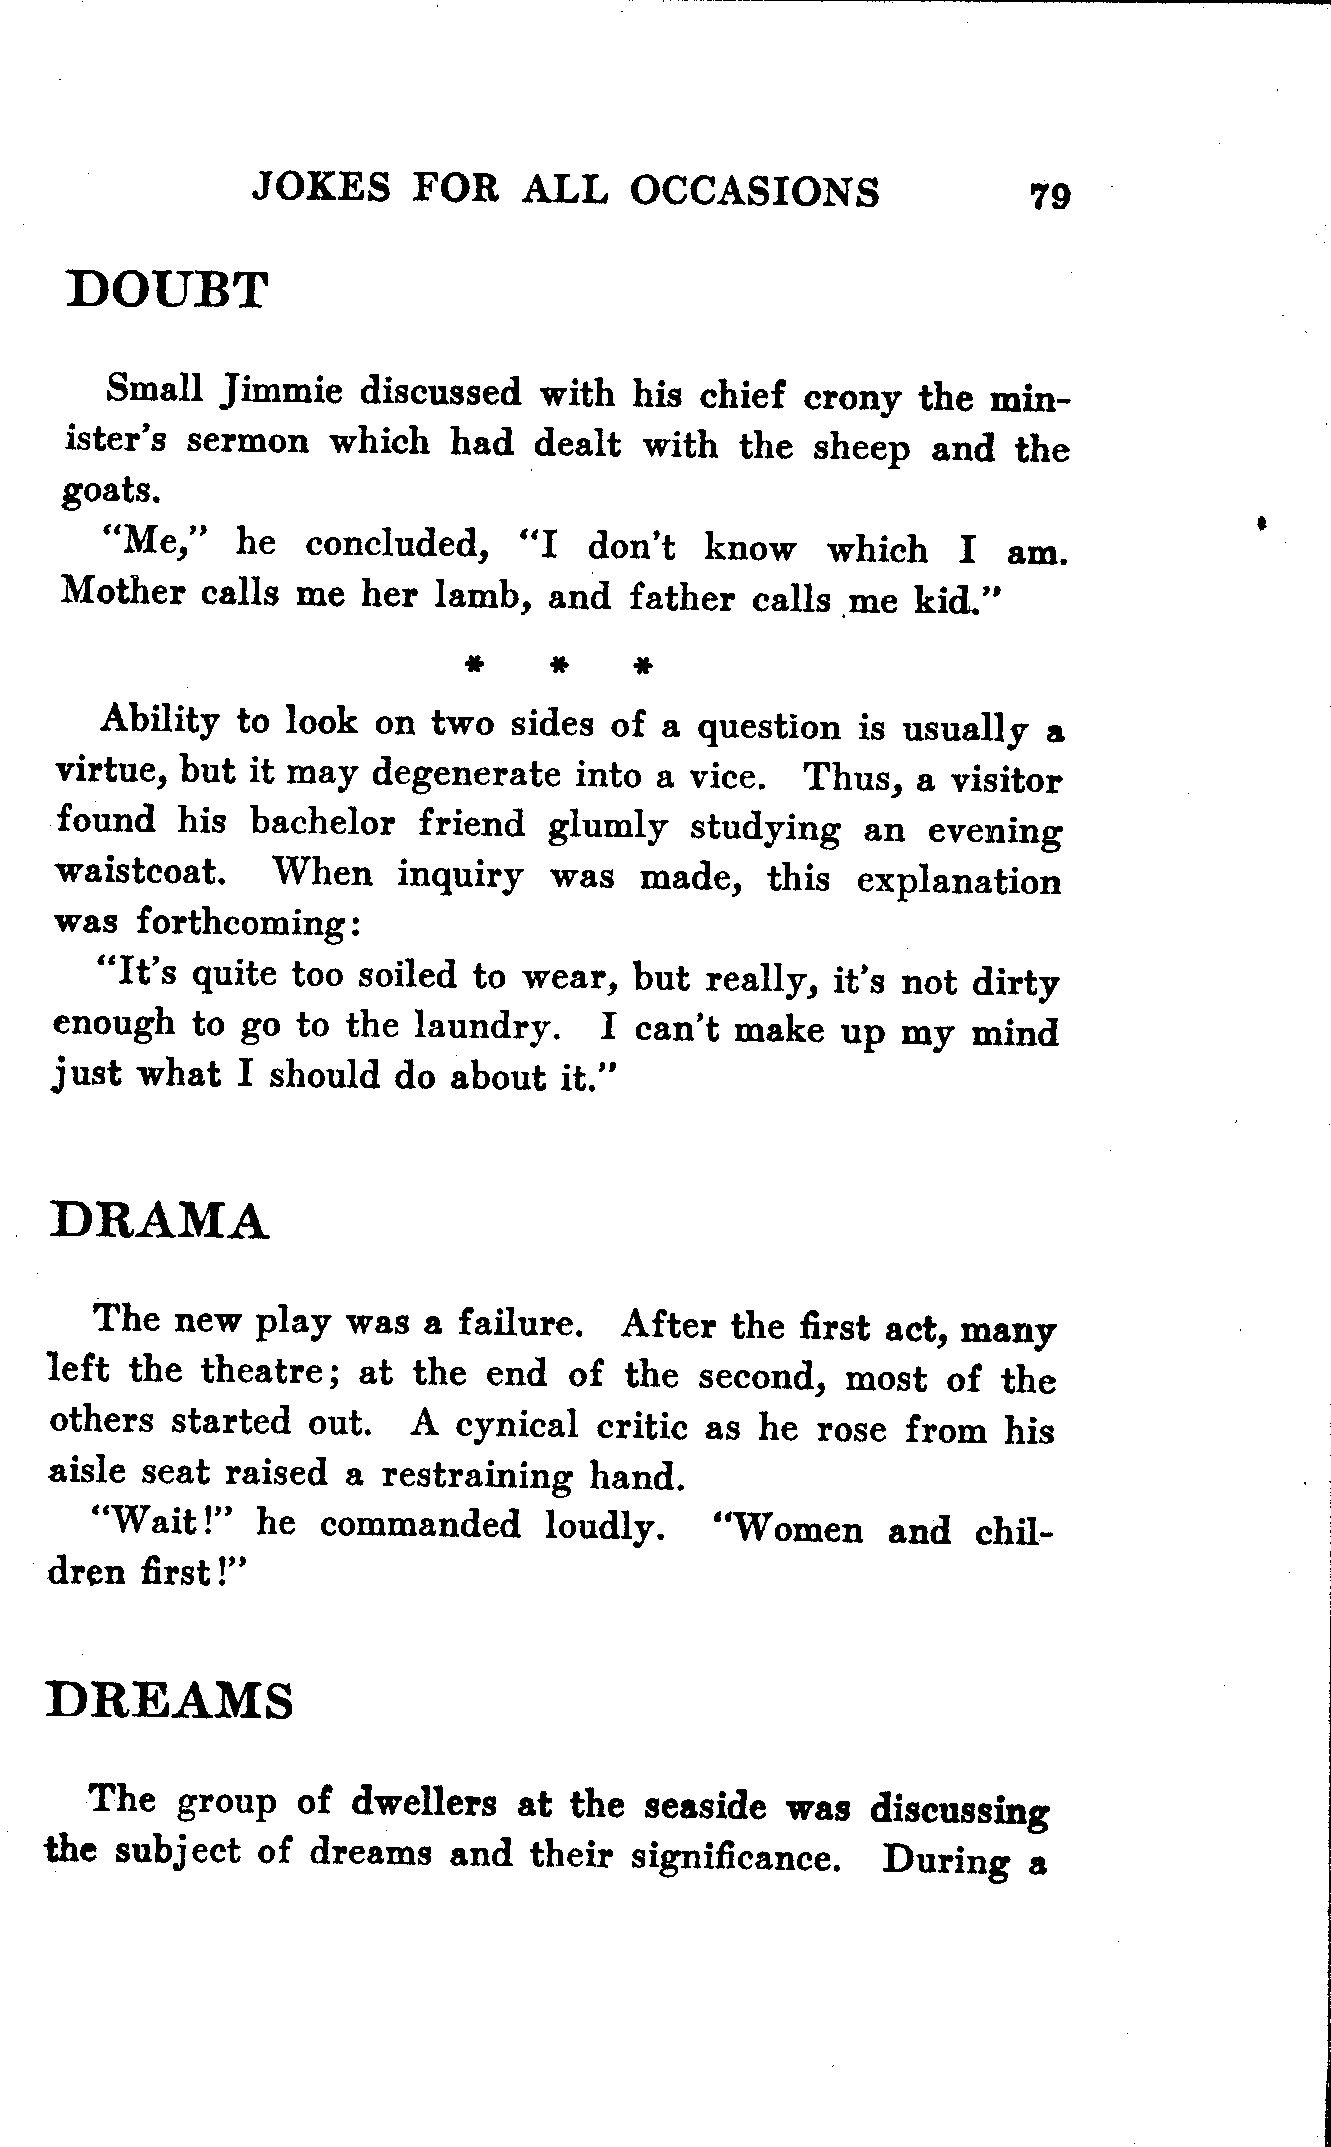 JOKES FOR ALL OCCASIONS 79
DOUBT
Small Jimmie discussed with his chief crony the min-
ister's sermon which had dealt with the sheep and the
goats.
"Me," he concluded, "I don't know which I am.
Mother calls me her lamb, and father calls me kid."
* * *
Ability to look on two sides of a question is usually a
virtue, but it may degenerate into a vice. Thus, a visitor
found his bachelor friend glumly studying an evening
waistcoat. When inquiry was made, this explanation
was forthcoming:
"It's quite too soiled to wear, but really, it's not dirty
enough to go to the laundry. I can't make up my mind
just what I should do about it."
DRAMA
The new play was a failure. After the first act, many
left the theatre; at the end of the second, most of the
others started out. A cynical critic as he rose from his
aisle seat raised a restraining hand.
"Wait!" he commanded loudly. "Women and chil-
dren first!"
DREAMS
The group of dwellers at the seaside was discussing
the subject of dreams and their significance. During a